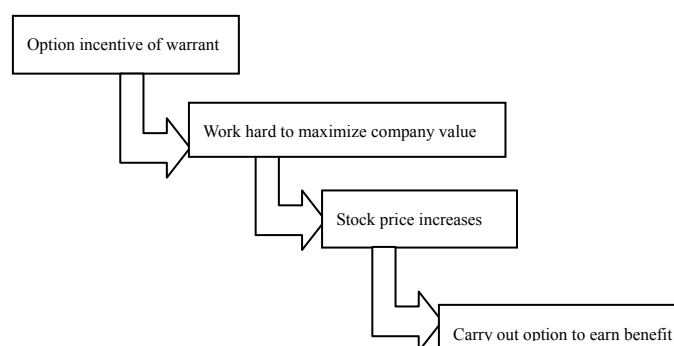 Option incentive of warrant
Work hard to maximize company value
Stock price increases
Carry out option to earn benefit